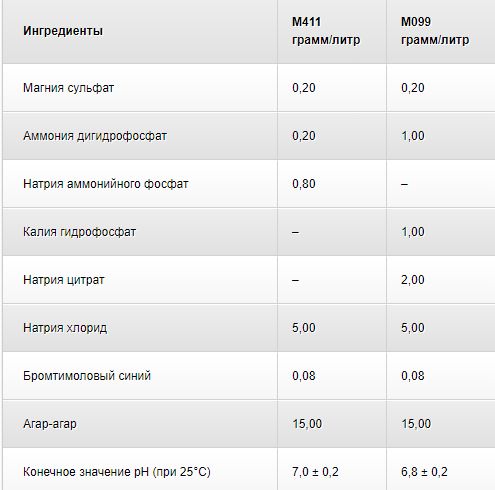 Ингредиенты M411 грамм/литр M099 грамм/литр
Магния сульфат 0,20 0,20
Аммония дигидрофосфат 0,20 1,00
Натрия аммонийного фосфат 0,80 –
Калия гидрофосфат – 1,00
Натрия цитрат – 2,00
Натрия хлорид 5,00 5,00
Бромтимоловый синий 0,08 0,08
Агар-агар 15,00 15,00
Конечное значение pH (при 25°C) 7,0 ± 0,2 6,8 ± 0,2